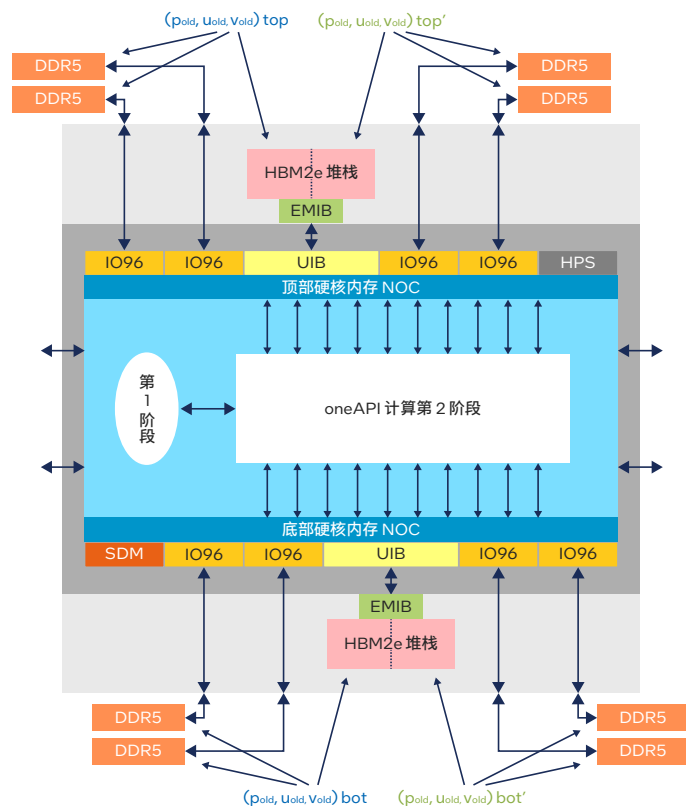 (pold, uold, vold) top
(pold, uold, vold) top’
DDR5
DDR5
DDR5
DDR5
HBM2e 堆栈
EMIB
IO96
IO96
UIB
IO96
IO96
HPS
顶部硬核内存 NOC
第1阶段
oneAPI 计算第 2 阶段
底部硬核内存 NOC
SDM
IO96
IO96
UIB
IO96
IO96
EMIB
HBM2e 堆栈
DDR5
DDR5
DDR5
DDR5
(pold, uold, vold) bot
(pold, uold, vold) bot’